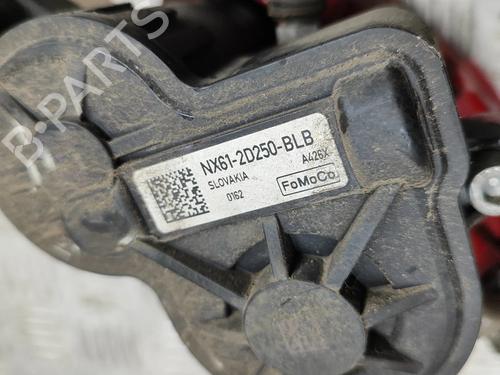 B-PARTS
NX61-2D250-BLB
SLOVAKIA
A426X
0162
FoMoCo